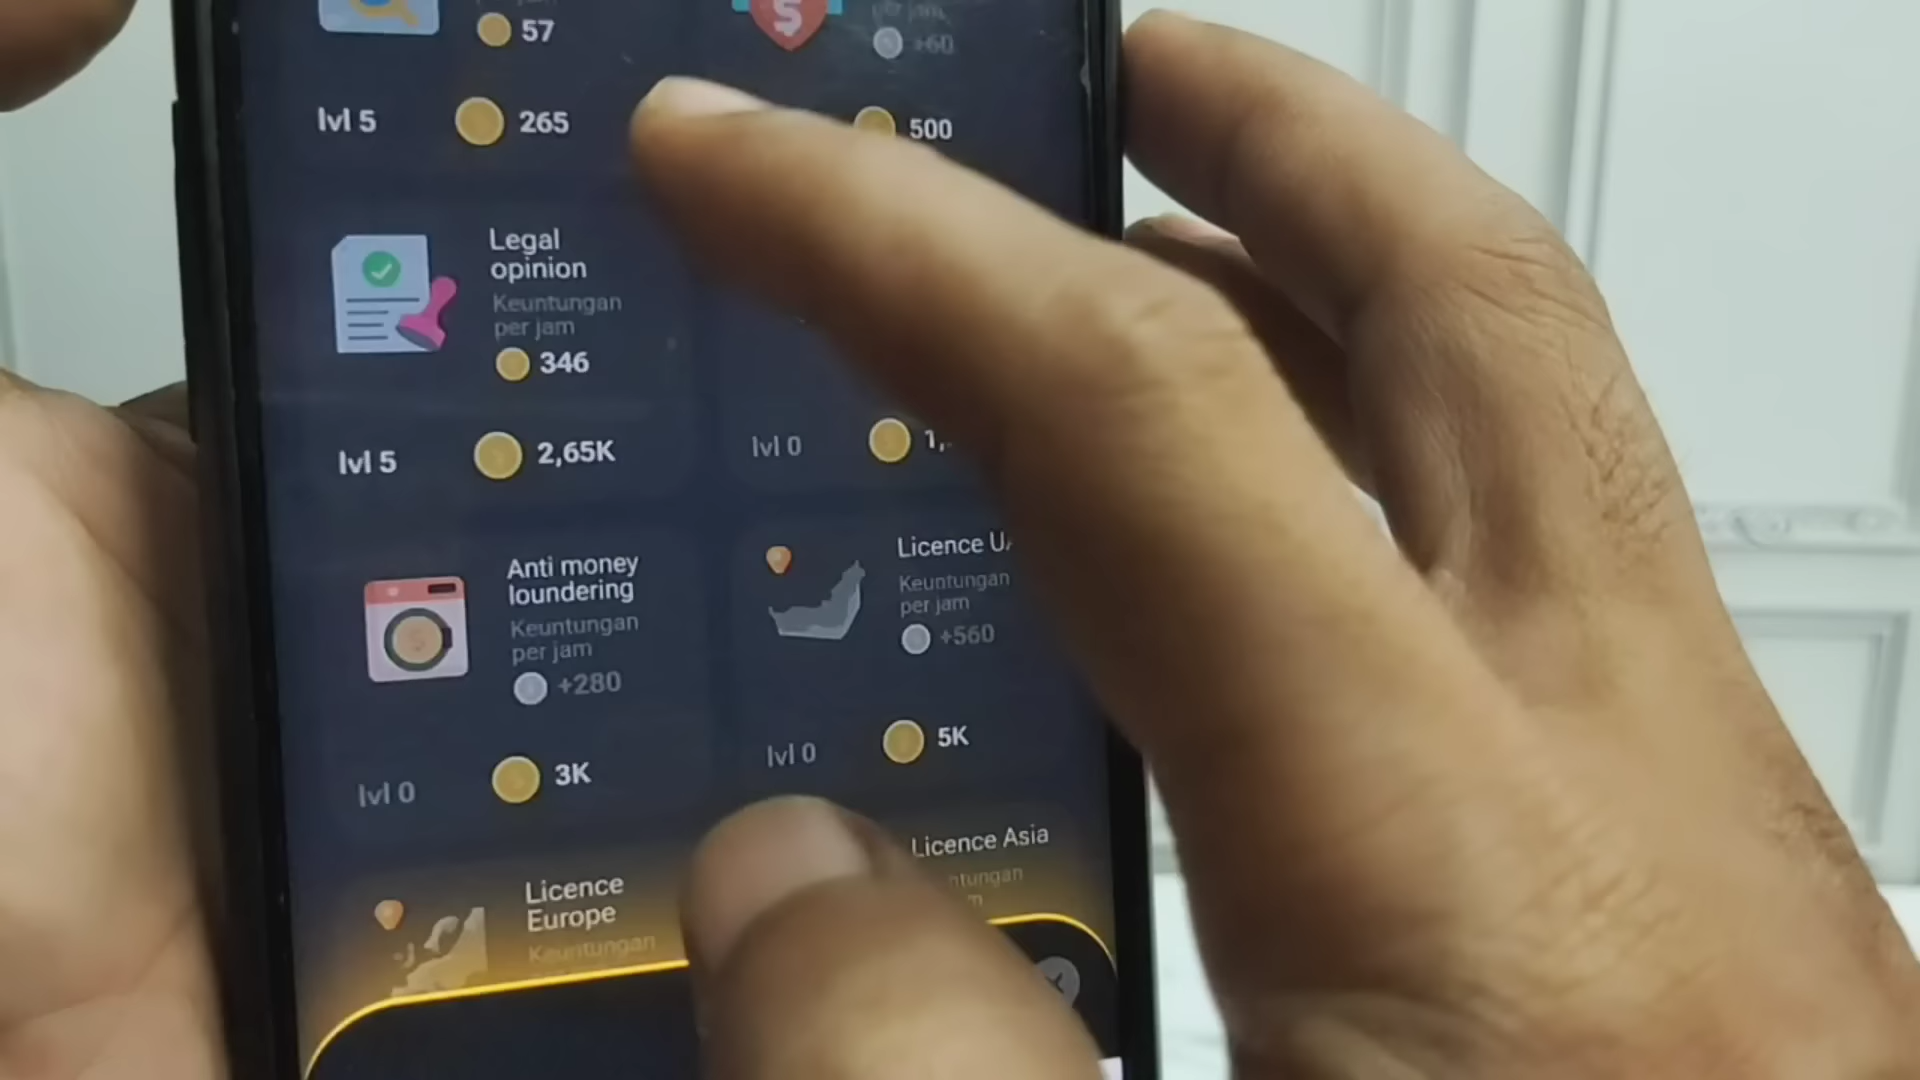 57
+60
lvl 5
265
500
Legal
opinion
Keuntungan
per jam
346
lvl 5
2,65K
lvl 0
1,
Anti money
loundering
Keuntungan
per jam
+280
lvl 0
3K
Licence
Keuntungan
per jam
+560
lvl 0
5K
Licence
Europe
Keuntungan
Licence Asia